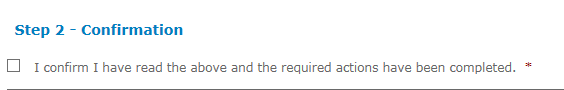 Step 2 - Confirmation
I confirm I have read the above and the required actions have been completed. *